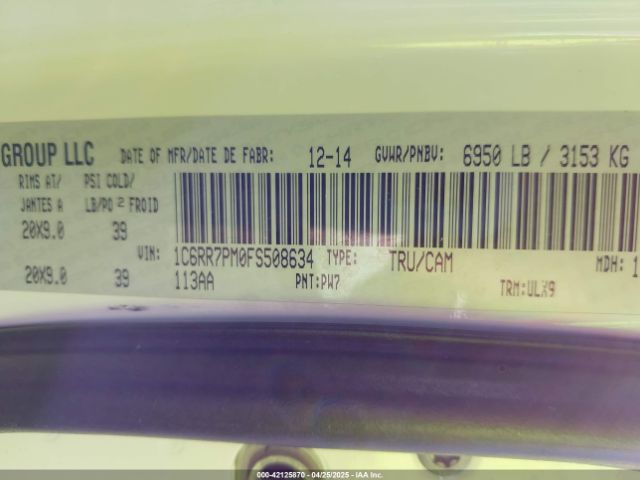 GROUP LLC DATE OF MFR/DATE DE FABR: 12-14 GVWR/PNBV: 6950 LB / 3153 KG
RIMS AT/ PSI COLD/
JANTES A LB/PO 2 FROID
20X9.0 39
VIN: 1C6RR7PM0FS508634 TYPE: TRU/CAM MDH: 1
20X9.0 39 113AA PNT:PW7 TRM:ULX9
000-42125870 - 04/25/2025 - IAA Inc.